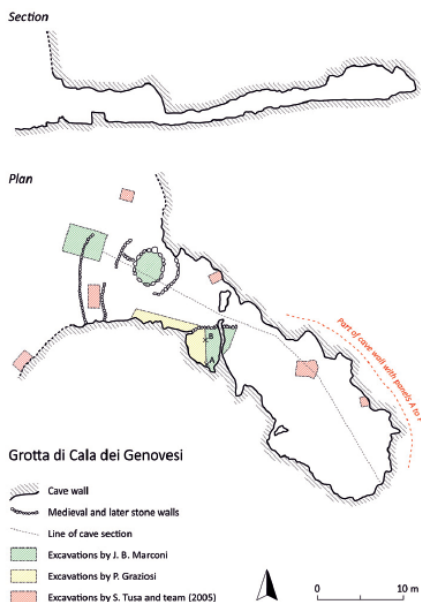 Section
Plan
B
A
Part of cave wall with panels A to
Grotta di Cala dei Genovesi
Cave wall
Medieval and later stone walls
Line of cave section
Excavations by J. B. Marconi
Excavations by P. Graziosi
Excavations by S. Tusa and team (2005)
0 10 m